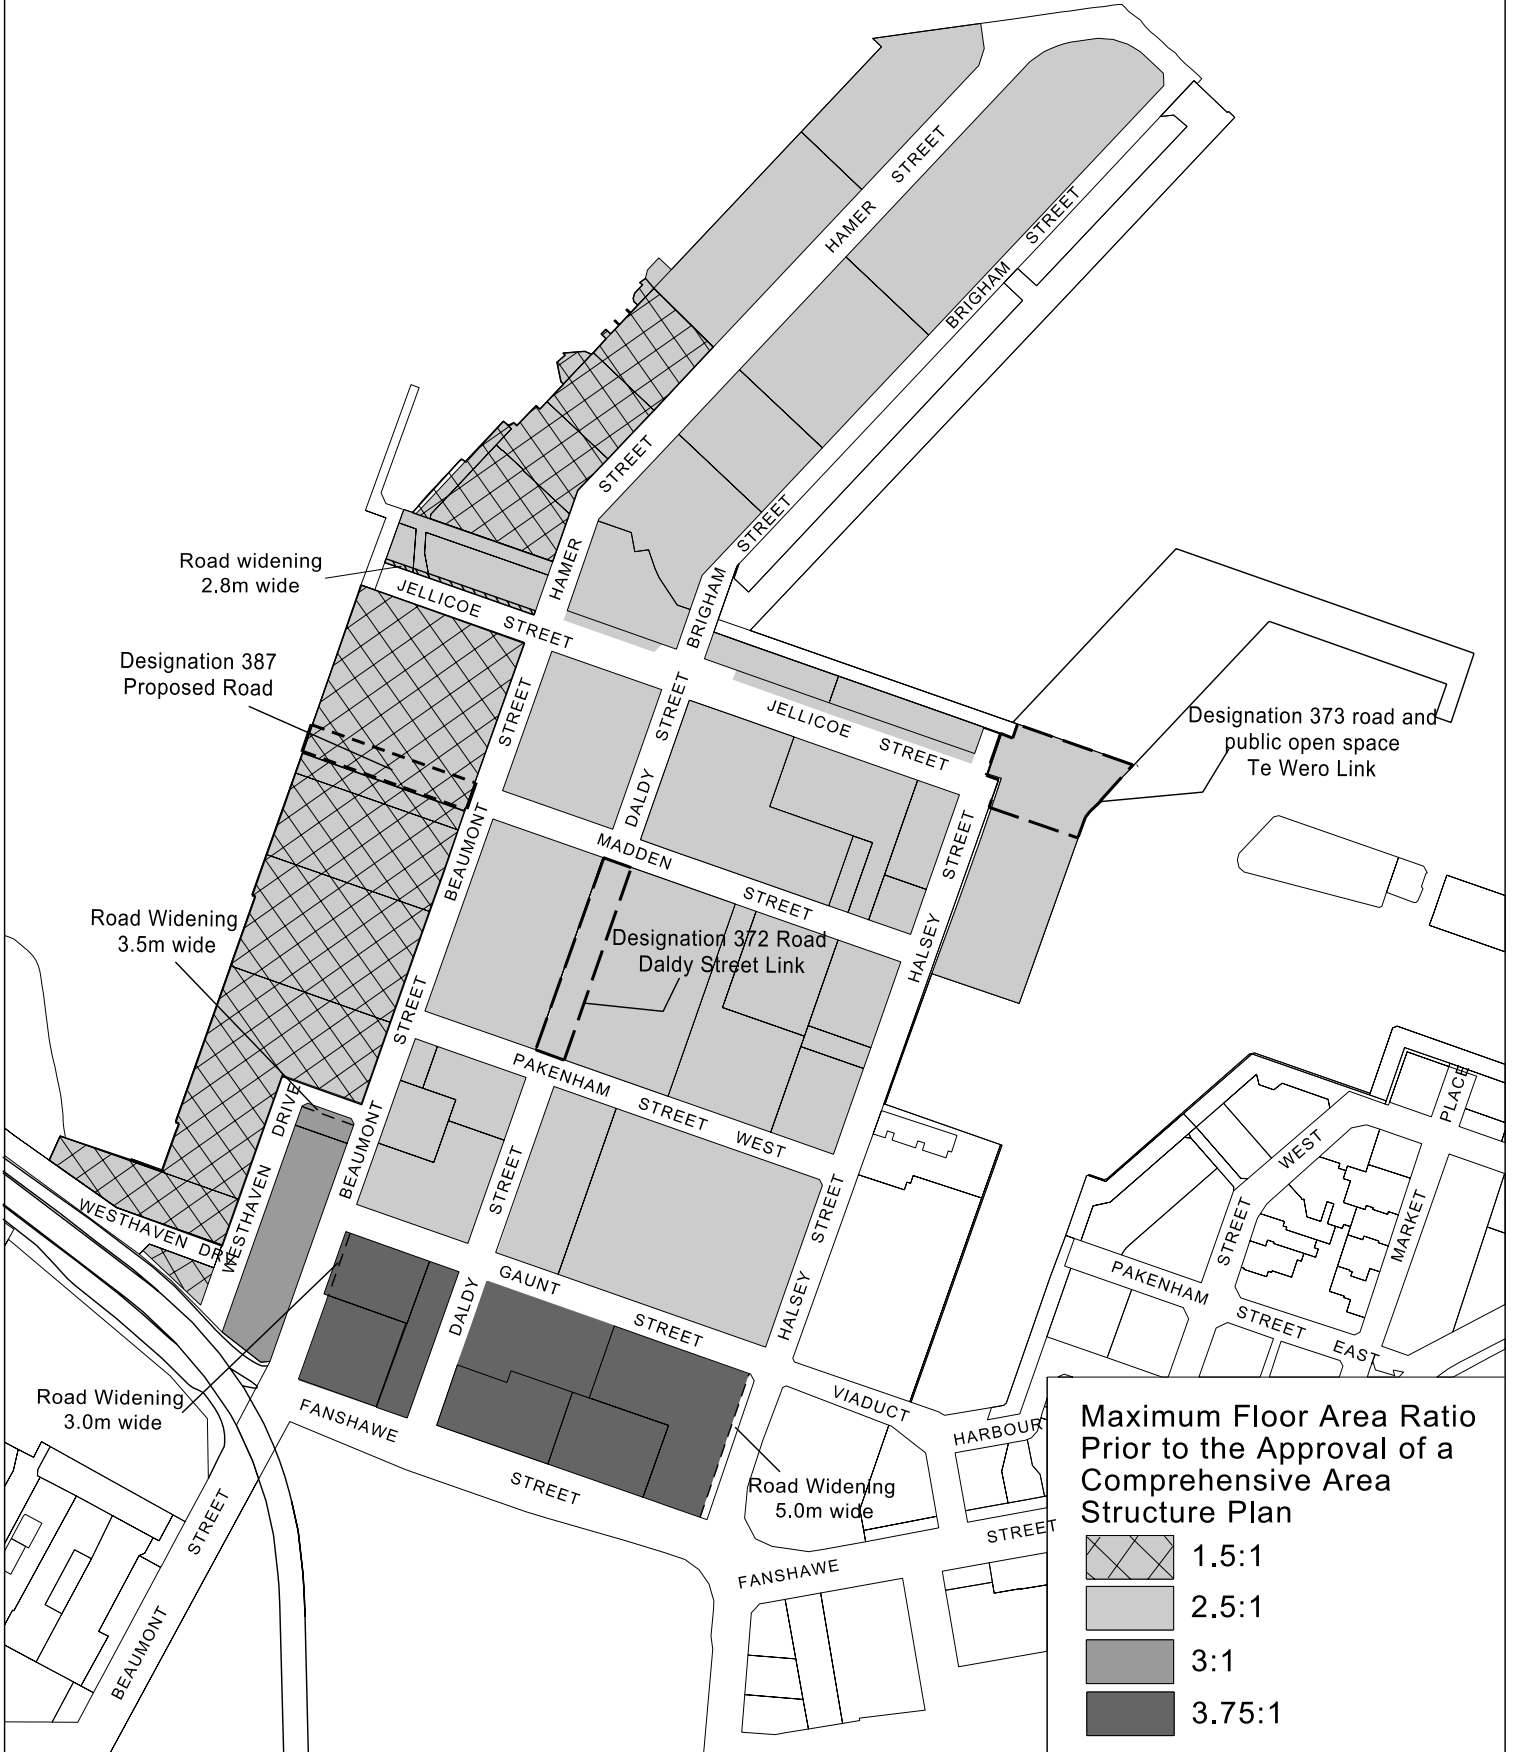 HAMER
STREET
HAMER
STREET
BRIGHAM
STREET
BRIGHAM
STREET
HAMER
STREET
BRIGHAM
Road widening
2.8m wide
JELLICOE
STREET
Designation 387
Proposed Road
STREET
STREET
DALDY
JELLICOE
STREET
Designation 373 road and
public open space
Te Wero Link
BEAUMONT
MADDEN
STREET
STREET
HALSEY
Road Widening
3.5m wide
Designation 372 Road
Daldy Street Link
STREET
PAKENHAM
STREET
WEST
DRIVE
WESTHAVEN
BEAUMONT
STREET
STREET
HALSEY
WESTHAVEN DR
PLACE
WEST
STREET
MARKET
PAKENHAM
STREET
EAST
GAUNT
STREET
DALDY
Road Widening
3.0m wide
FANSHAWE
STREET
VIADUCT
HARBOUR
Road Widening
5.0m wide
STREET
FANSHAWE
STREET
BEAUMONT
Maximum Floor Area Ratio
Prior to the Approval of a
Comprehensive Area
Structure Plan
1.5:1
2.5:1
3:1
3.75:1